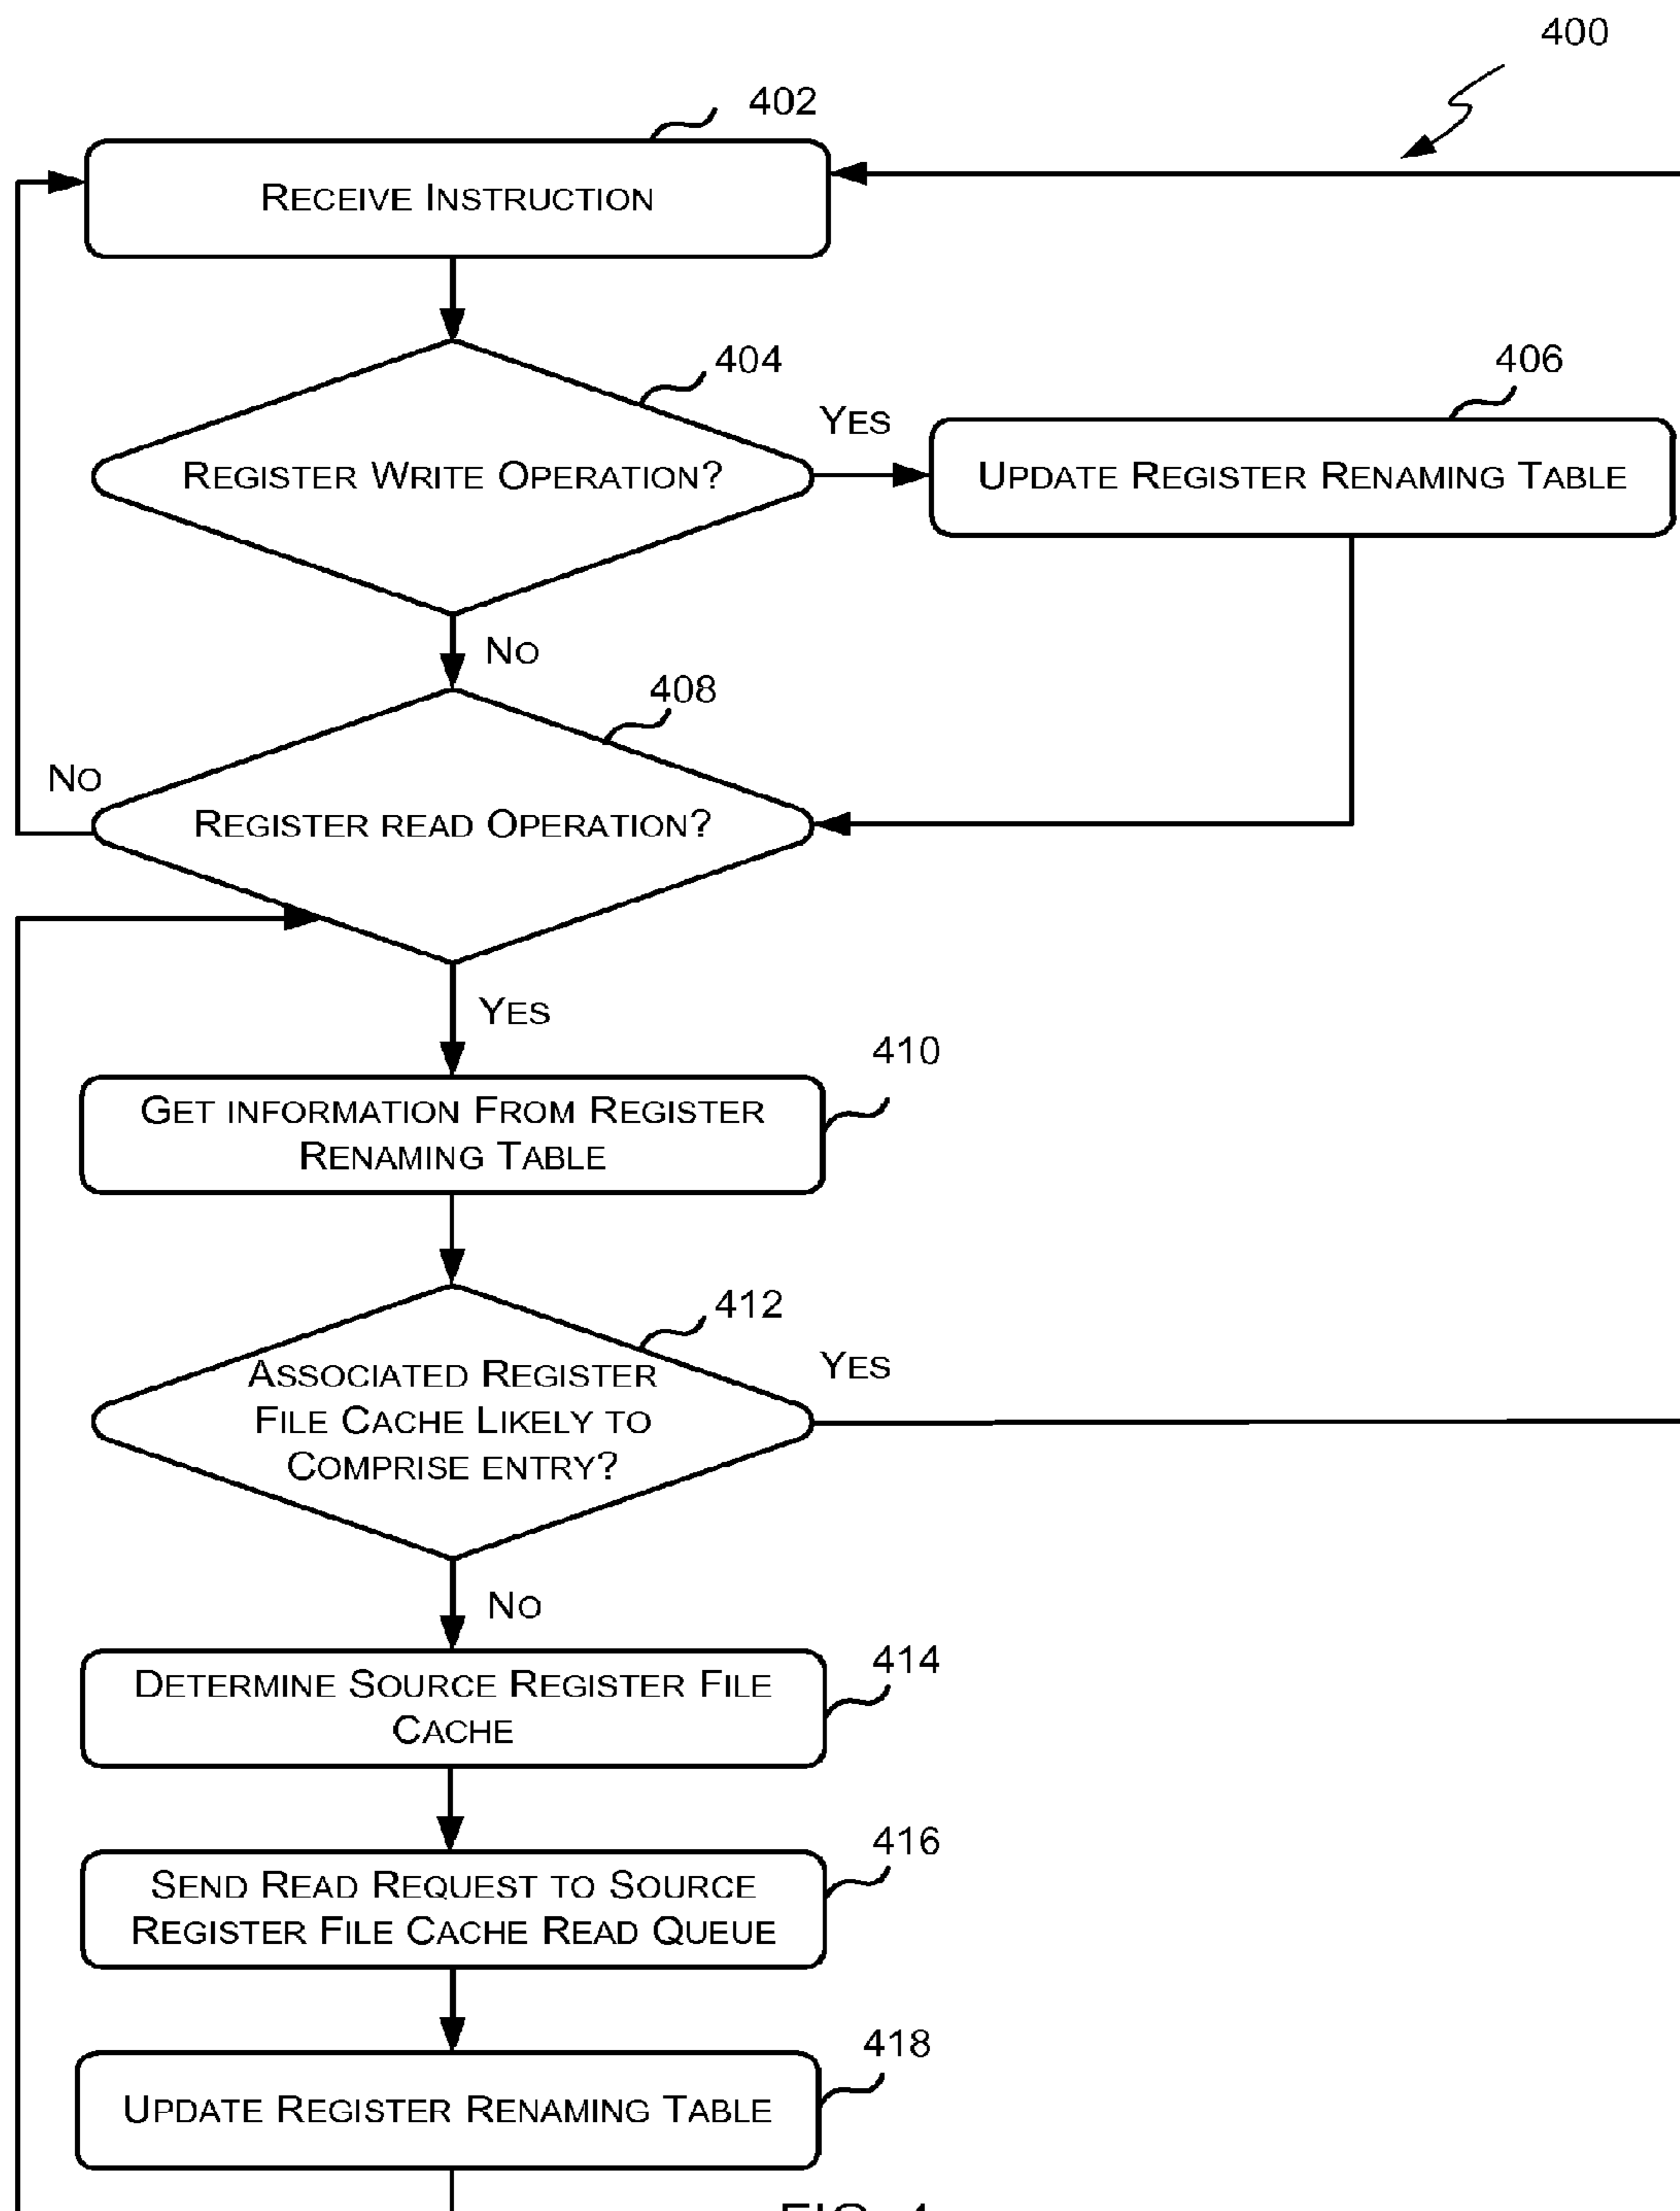 400
402
RECEIVE INSTRUCTION
404
REGISTER WRITE OPERATION?
YES
406
UPDATE REGISTER RENAMING TABLE
NO
408
NO
REGISTER READ OPERATION?
YES
410
GET INFORMATION FROM REGISTER
RENAMING TABLE
412
ASSOCIATED REGISTER
FILE CACHE LIKELY TO
COMPRISE ENTRY?
YES
NO
414
DETERMINE SOURCE REGISTER FILE
CACHE
416
SEND READ REQUEST TO SOURCE
REGISTER FILE CACHE READ QUEUE
418
UPDATE REGISTER RENAMING TABLE